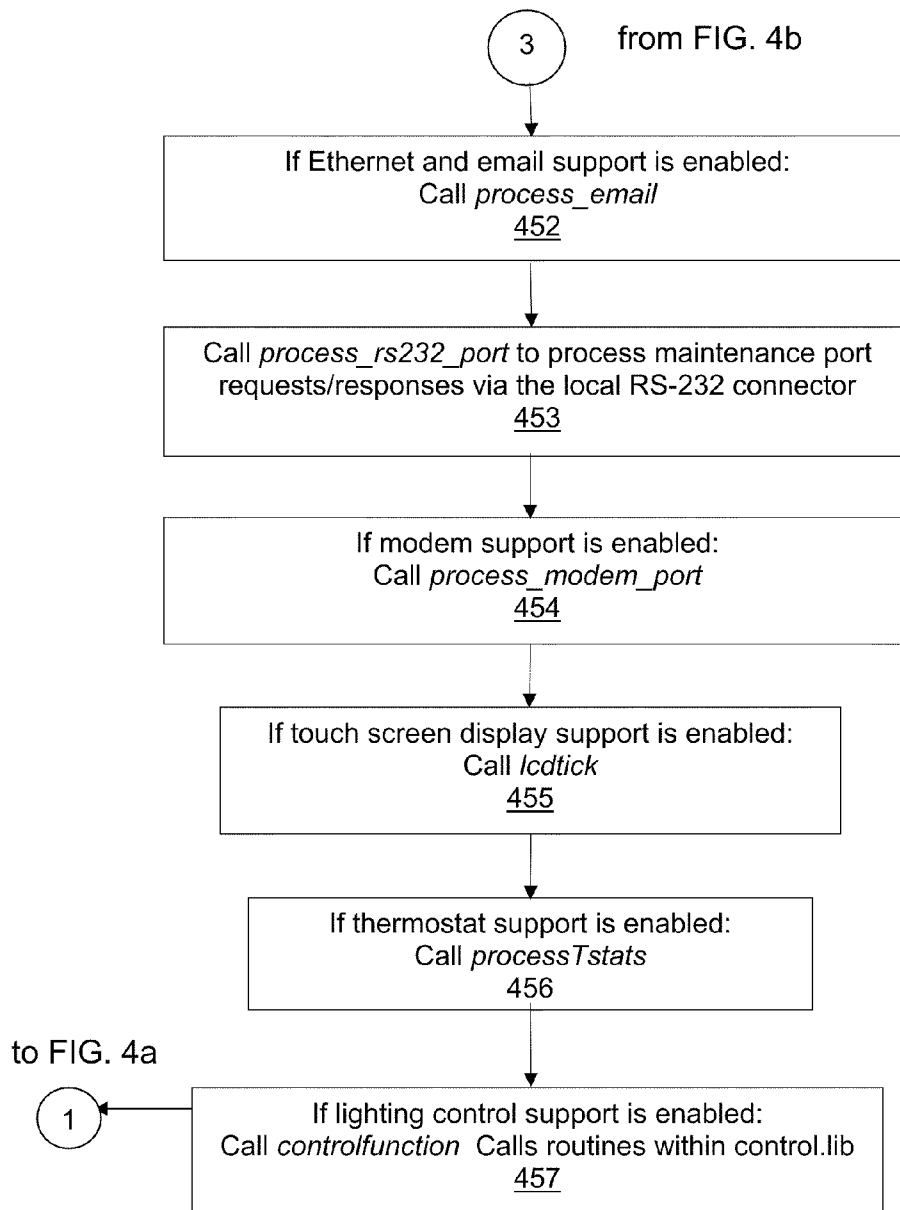 3
from FIG. 4b
If Ethernet and email support is enabled:
Call process_email
452
Call process_rs232_port to process maintenance port
requests/responses via the local RS-232 connector
453
If modem support is enabled:
Call process_modem_port
454
If touch screen display support is enabled:
Call lcdtick
455
If thermostat support is enabled:
Call processTstats
456
to FIG. 4a
1
If lighting control support is enabled:
Call controlfunction Calls routines within control.lib
457